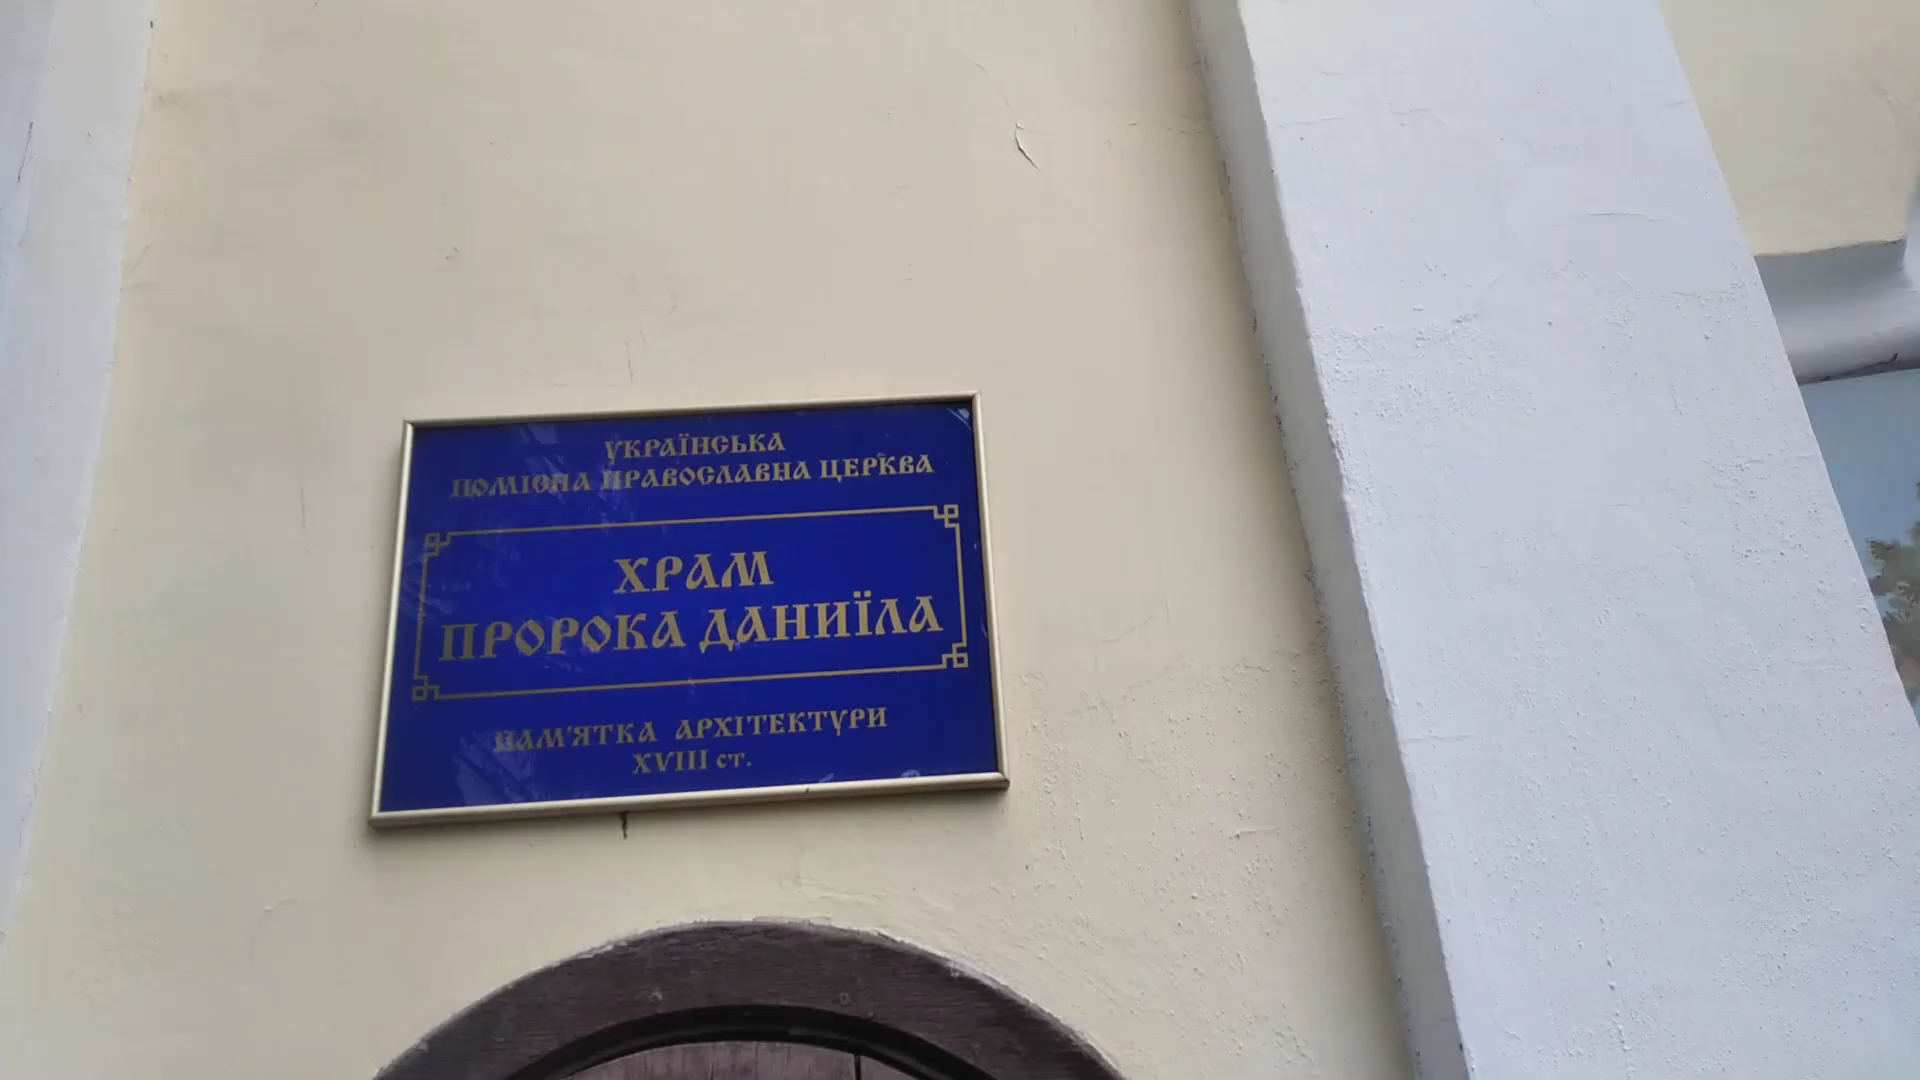 УКРАЇНСЬКА
ПОМІСНА ПРАВОСЛАВНА ЦЕРКВА
ХРАМ
ПРОРОКА ДАНИЇЛА
ПАМ'ЯТКА АРХІТЕКТУРИ
XVIII ст.